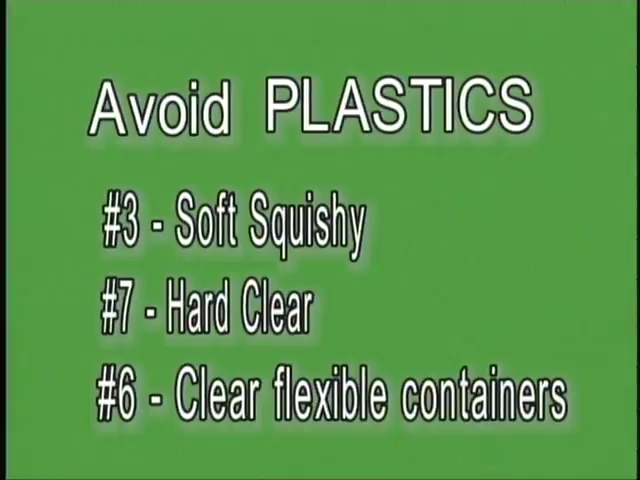 Avoid PLASTICS
#3 - Soft Squishy
#7 - Hard Clear
#6 - Clear flexible containers